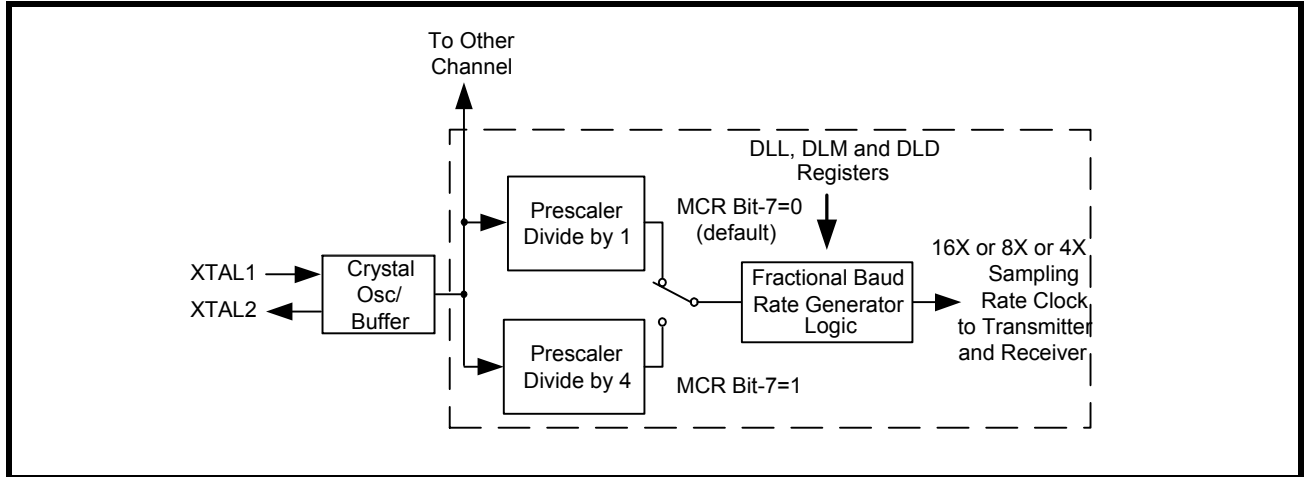 To Other
Channel
DLL, DLM and DLD
Registers
Prescaler
Divide by 1
MCR Bit-7=0
(default)
16X or 8X or 4X
Sampling
Rate Clock
to Transmitter
and Receiver
XTAL1
XTAL2
Crystal
Osc/
Buffer
Fractional Baud
Rate Generator
Logic
Prescaler
Divide by 4
MCR Bit-7=1